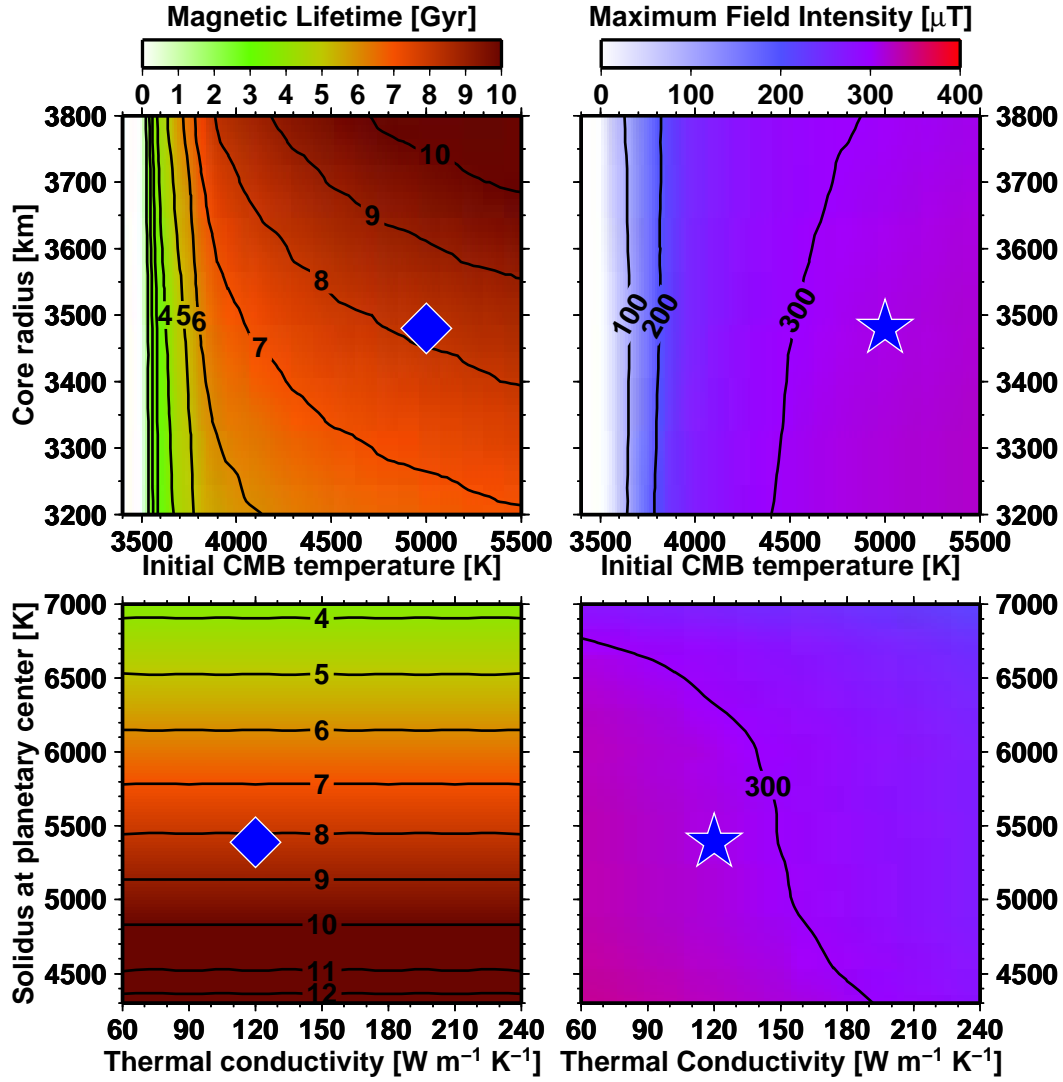 Magnetic Lifetime [Gyr]
0 1 2 3 4 5 6 7 8 9 10
Maximum Field Intensity [μT]
0 100 200 300 400
Core radius [km]
3800
3700
3600
3500
3400
3300
3200
4 5 6 7 8 9 10
3500 4000 4500 5000 5500
Initial CMB temperature [K]
100 200 300
3800
3700
3600
3500
3400
3300
3200
3500 4000 4500 5000 5500
Initial CMB temperature [K]
Solidus at planetary center [K]
7000
6500
6000
5500
5000
4500
4
5
6
7
8
9
10
11
12
60 90 120 150 180 210 240
Thermal conductivity [W m⁻¹ K⁻¹]
300
7000
6500
6000
5500
5000
4500
60 90 120 150 180 210 240
Thermal Conductivity [W m⁻¹ K⁻¹]